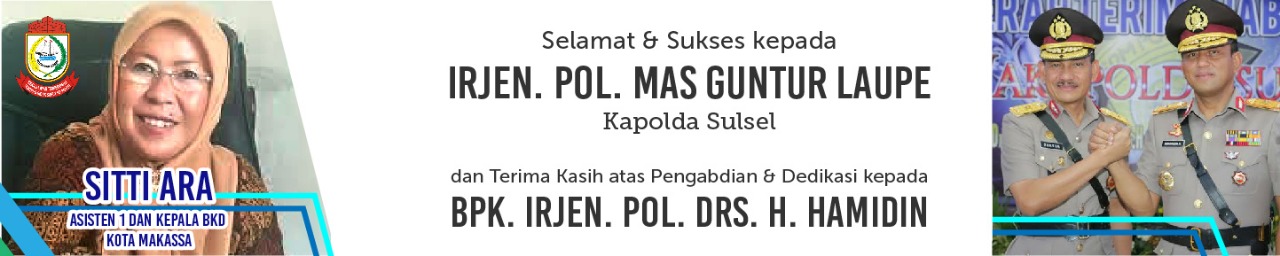 SITTI ARA
ASISTEN 1 DAN KEPALA BKD
KOTA MAKASSA
Selamat & Sukses kepada
IRJEN. POL. MAS GUNTUR LAUPE
Kapolda Sulsel
dan Terima Kasih atas Pengabdian & Dedikasi kepada
BPK. IRJEN. POL. DRS. H. HAMIDIN